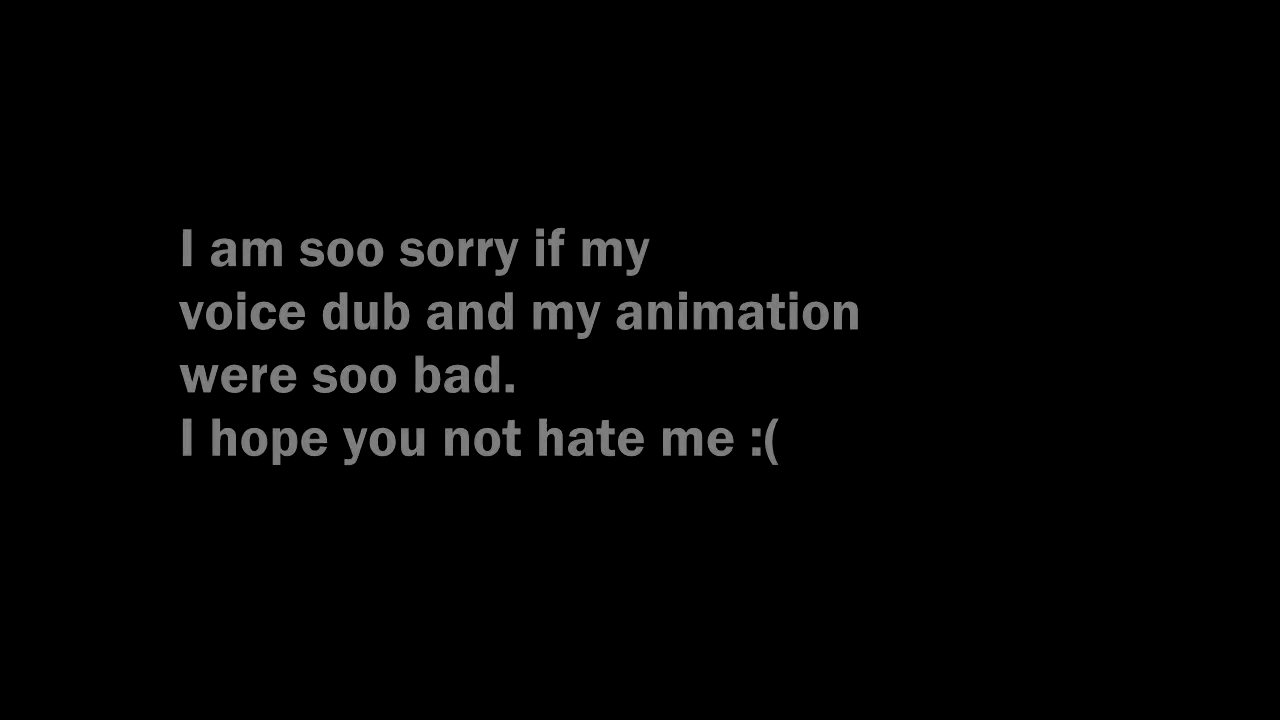 I am soo sorry if my
voice dub and my animation
were soo bad.
I hope you not hate me :(